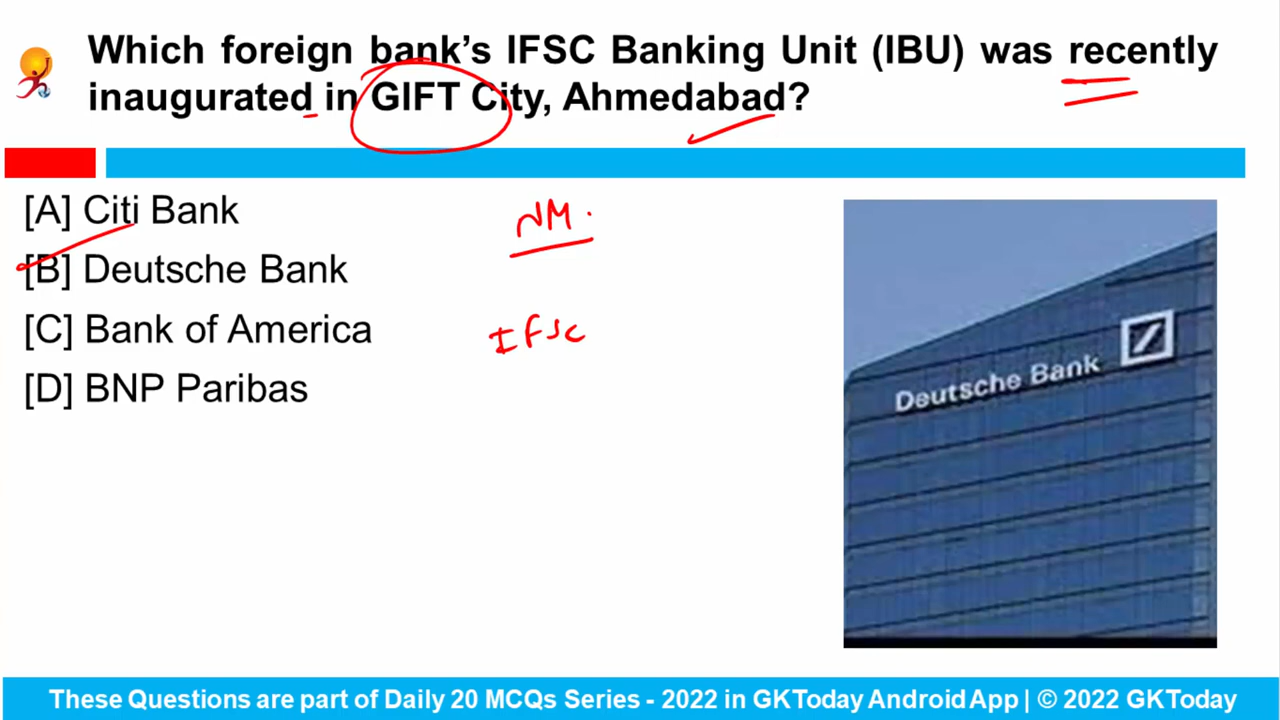 Which foreign bank's IFSC Banking Unit (IBU) was recently
inaugurated in GIFT City, Ahmedabad?
[A] Citi Bank
[B] Deutsche Bank
[C] Bank of America
[D] BNP Paribas
NM.
IFSC
Deutsche Bank
These Questions are part of Daily 20 MCQs Series - 2022 in GKToday Android App | © 2022 GKToday